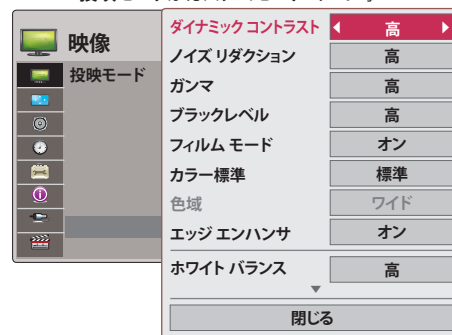 映像
投映モード
ダイナミック コントラスト 高
ノイズ リダクション 高
ガンマ 高
ブラックレベル 高
フィルム モード オン
カラー標準 標準
色域 ワイド
エッジ エンハンサ オン
ホワイト バランス 高
閉じる